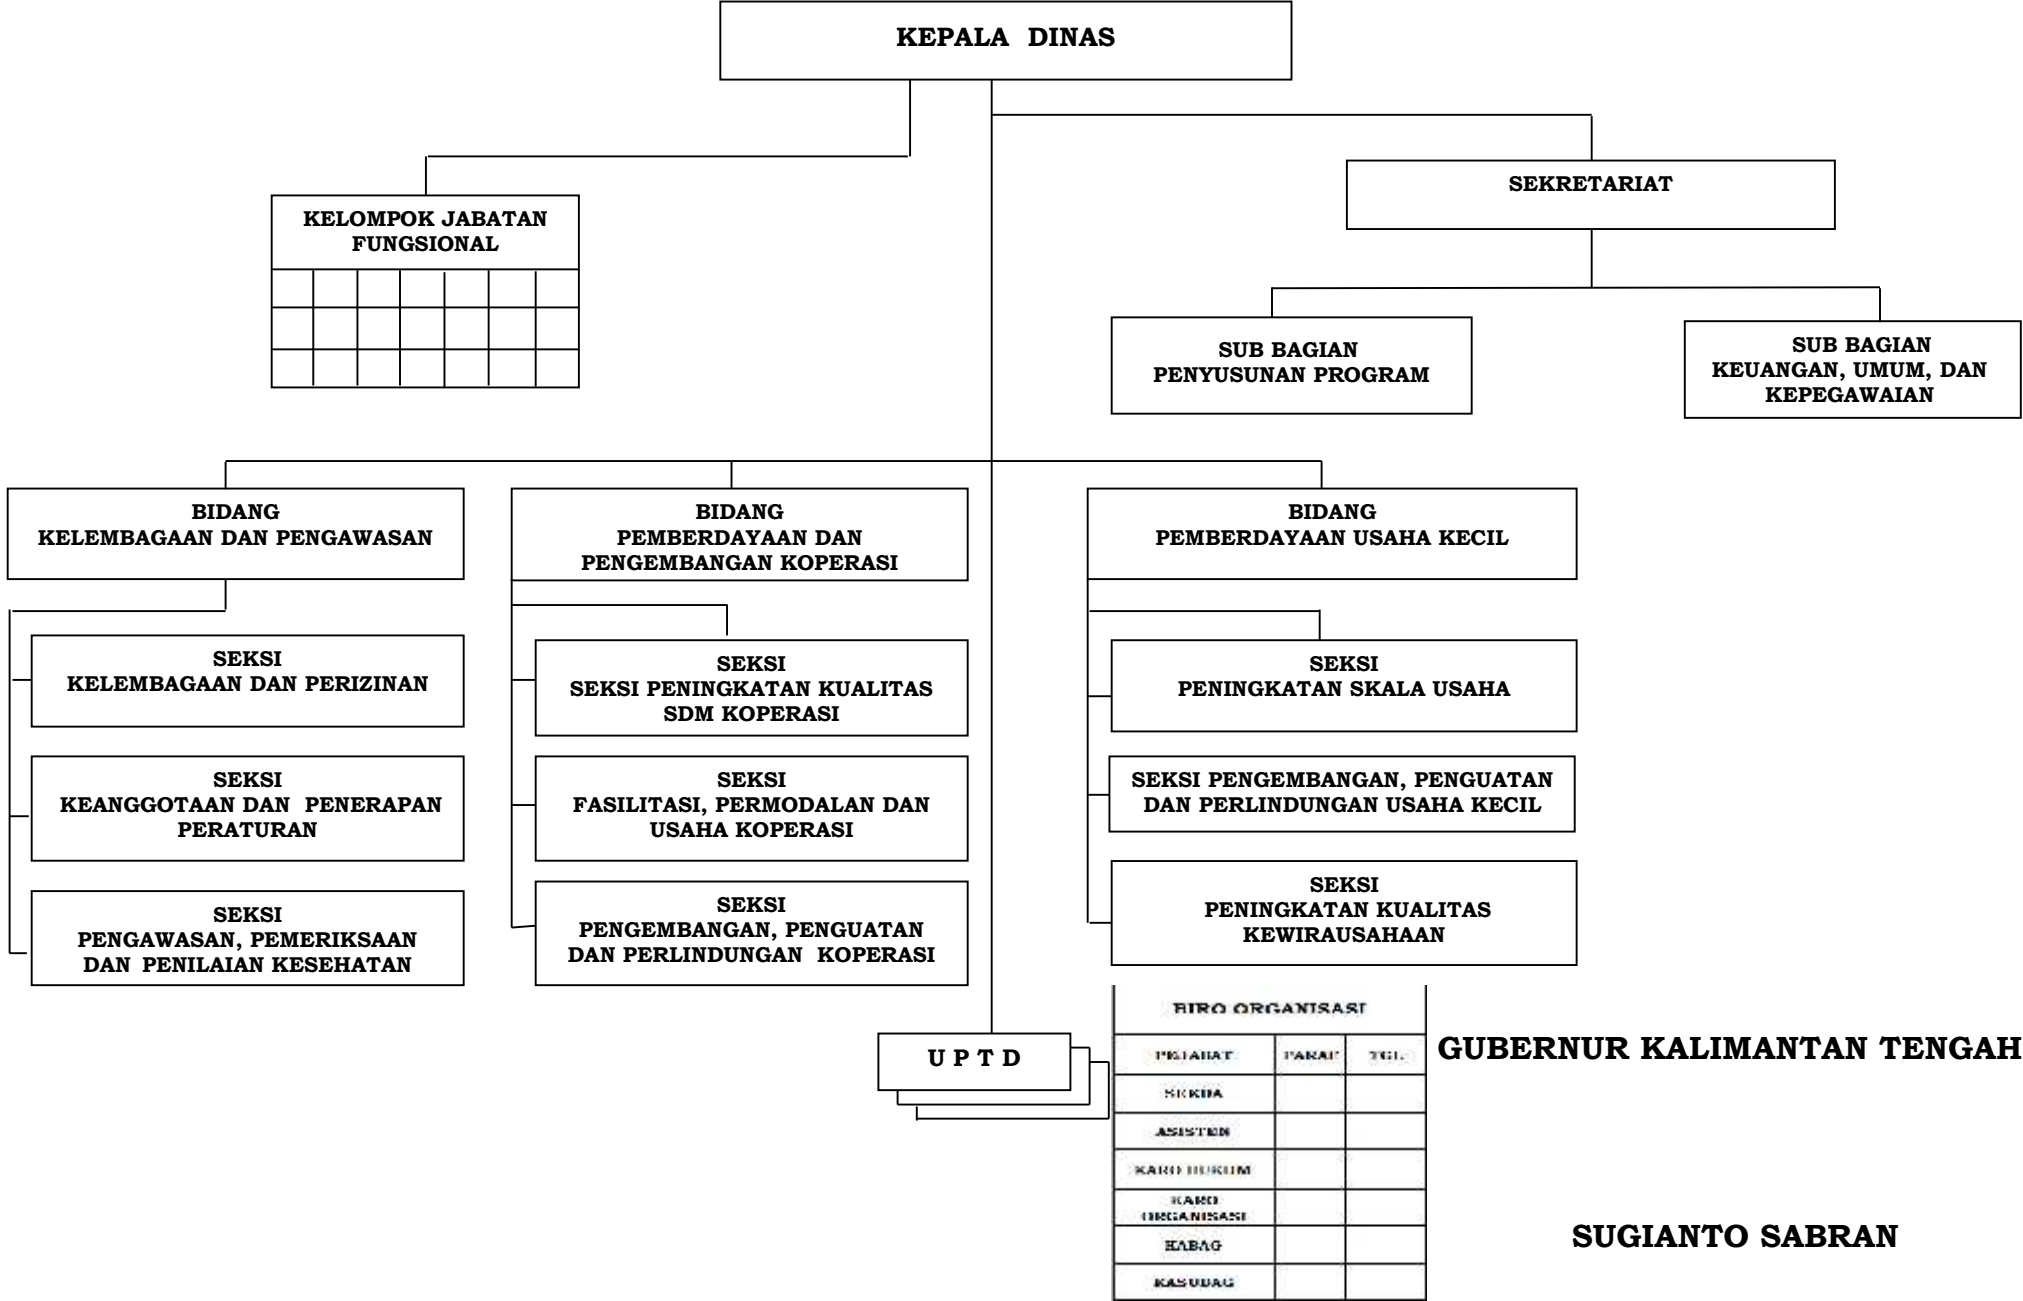 KEPALA DINAS
SEKRETARIAT
KELOMPOK JABATAN
FUNGSIONAL
SUB BAGIAN
PENYUSUNAN PROGRAM
SUB BAGIAN
KEUANGAN, UMUM, DAN
KEPEGAWAIAN
BIDANG
KELEMBAGAAN DAN PENGAWASAN
BIDANG
PEMBERDAYAAN DAN
PENGEMBANGAN KOPERASI
BIDANG
PEMBERDAYAAN USAHA KECIL
SEKSI
KELEMBAGAAN DAN PERIZINAN
SEKSI
SEKSI PENINGKATAN KUALITAS
SDM KOPERASI
SEKSI
PENINGKATAN SKALA USAHA
SEKSI
KEANGGOTAAN DAN PENERAPAN
PERATURAN
SEKSI
FASILITASI, PERMODALAN DAN
USAHA KOPERASI
SEKSI PENGEMBANGAN, PENGUATAN
DAN PERLINDUNGAN USAHA KECIL
SEKSI
PENGAWASAN, PEMERIKSAAN
DAN PENILAIAN KESEHATAN
SEKSI
PENGEMBANGAN, PENGUATAN
DAN PERLINDUNGAN KOPERASI
SEKSI
PENINGKATAN KUALITAS
KEWIRAUSAHAAN
U P T D
BIRO ORGANISASI
PEJABAT PARAF TGL.
SEKDA
ASISTEN
KARO HUKUM
KARO
ORGANISASI
KABAG
KASUBAG
GUBERNUR KALIMANTAN TENGAH
SUGIANTO SABRAN